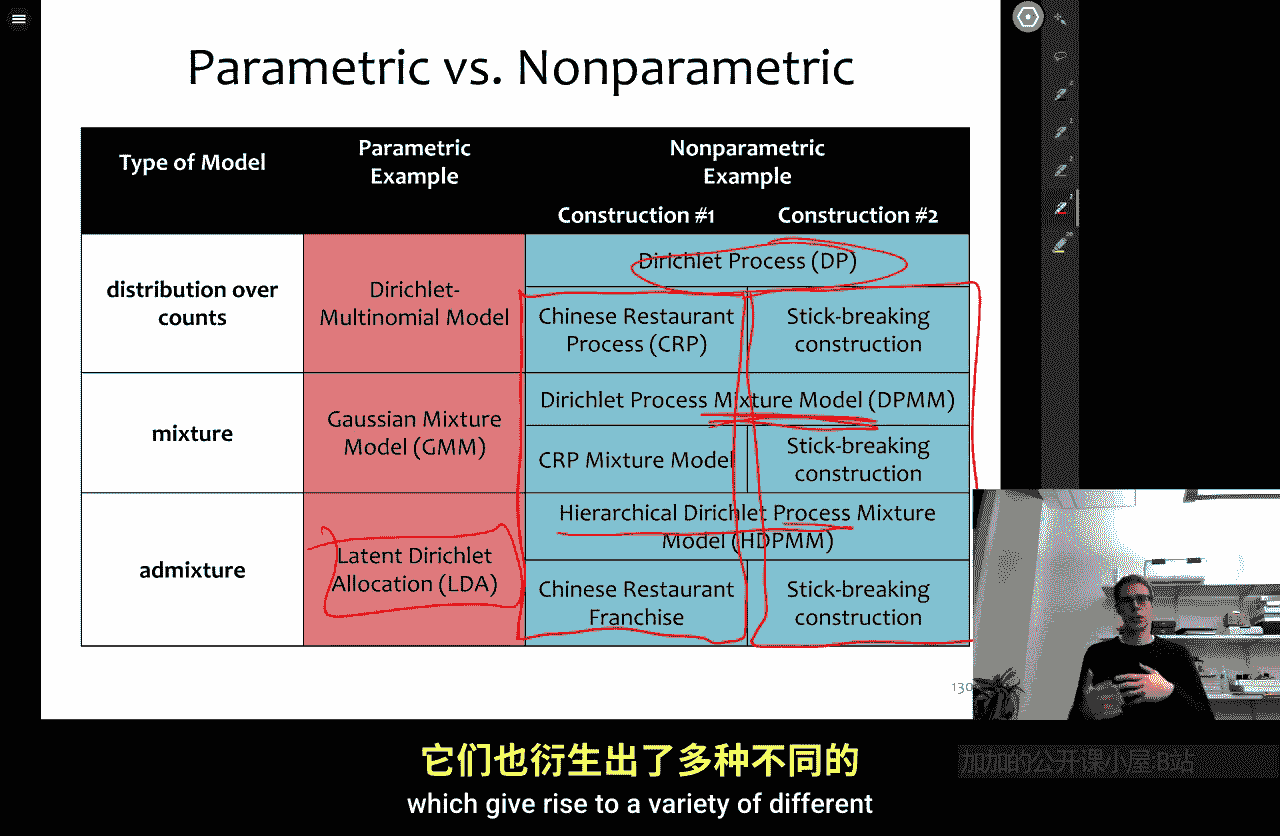 Parametric vs. Nonparametric
Type of Model
Parametric
Example
Nonparametric
Example
Construction #1
Construction #2
distribution over
counts
Dirichlet-
Multinomial Model
Dirichlet Process (DP)
Chinese Restaurant
Process (CRP)
Stick-breaking
construction
mixture
Gaussian Mixture
Model (GMM)
Dirichlet Process Mixture Model (DPMM)
CRP Mixture Model
Stick-breaking
construction
admixture
Latent Dirichlet
Allocation (LDA)
Hierarchical Dirichlet Process Mixture
Model (HDPMM)
Chinese Restaurant
Franchise
Stick-breaking
construction
130
它们也衍生出了多种不同的
which give rise to a variety of different
加加的公开课小屋:B站